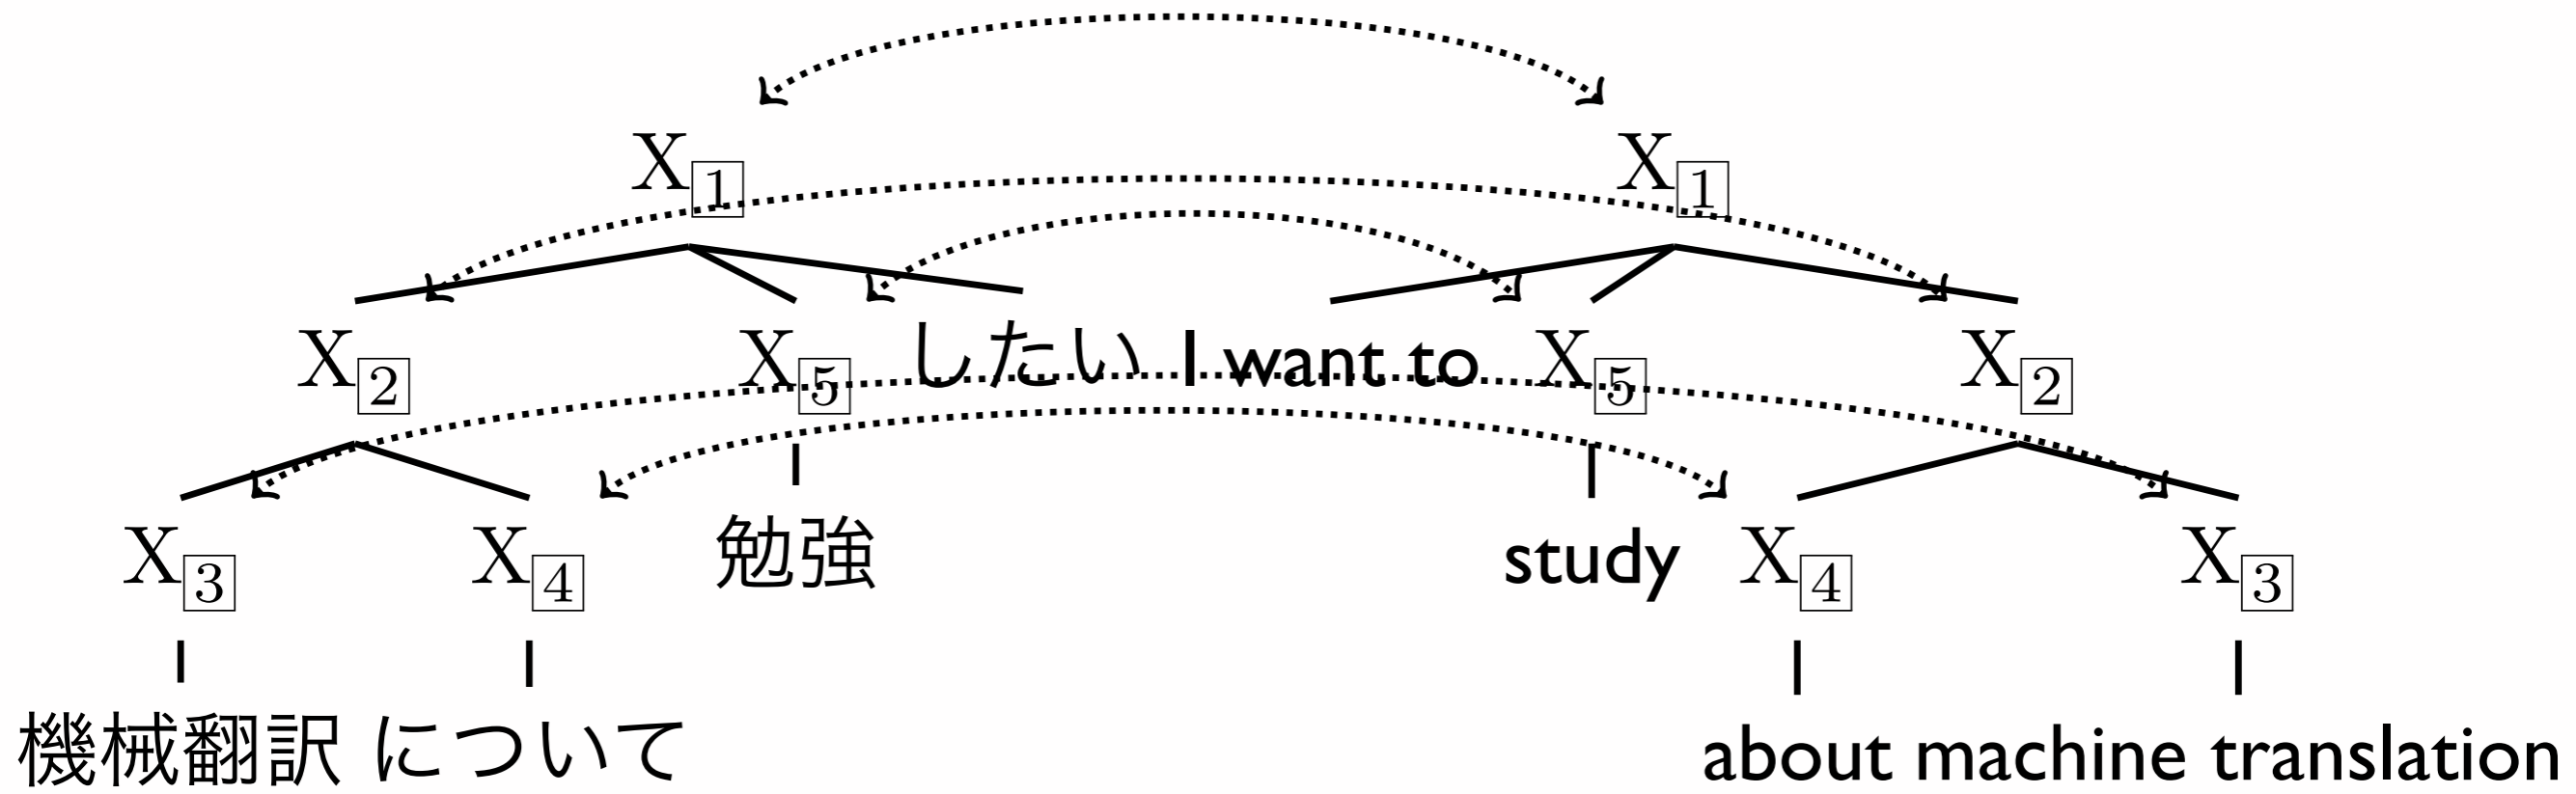 X1 X1
X2 X5 したい I want to X5 X2
X3 X4 勉強 study X4 X3
機械翻訳 について about machine translation